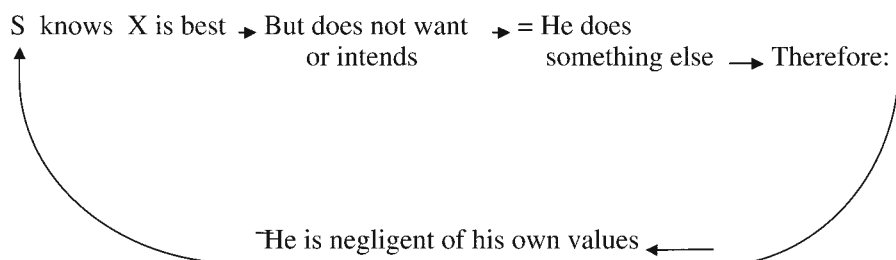 S knows X is best But does not want = He does
or intends something else Therefore:
He is negligent of his own values